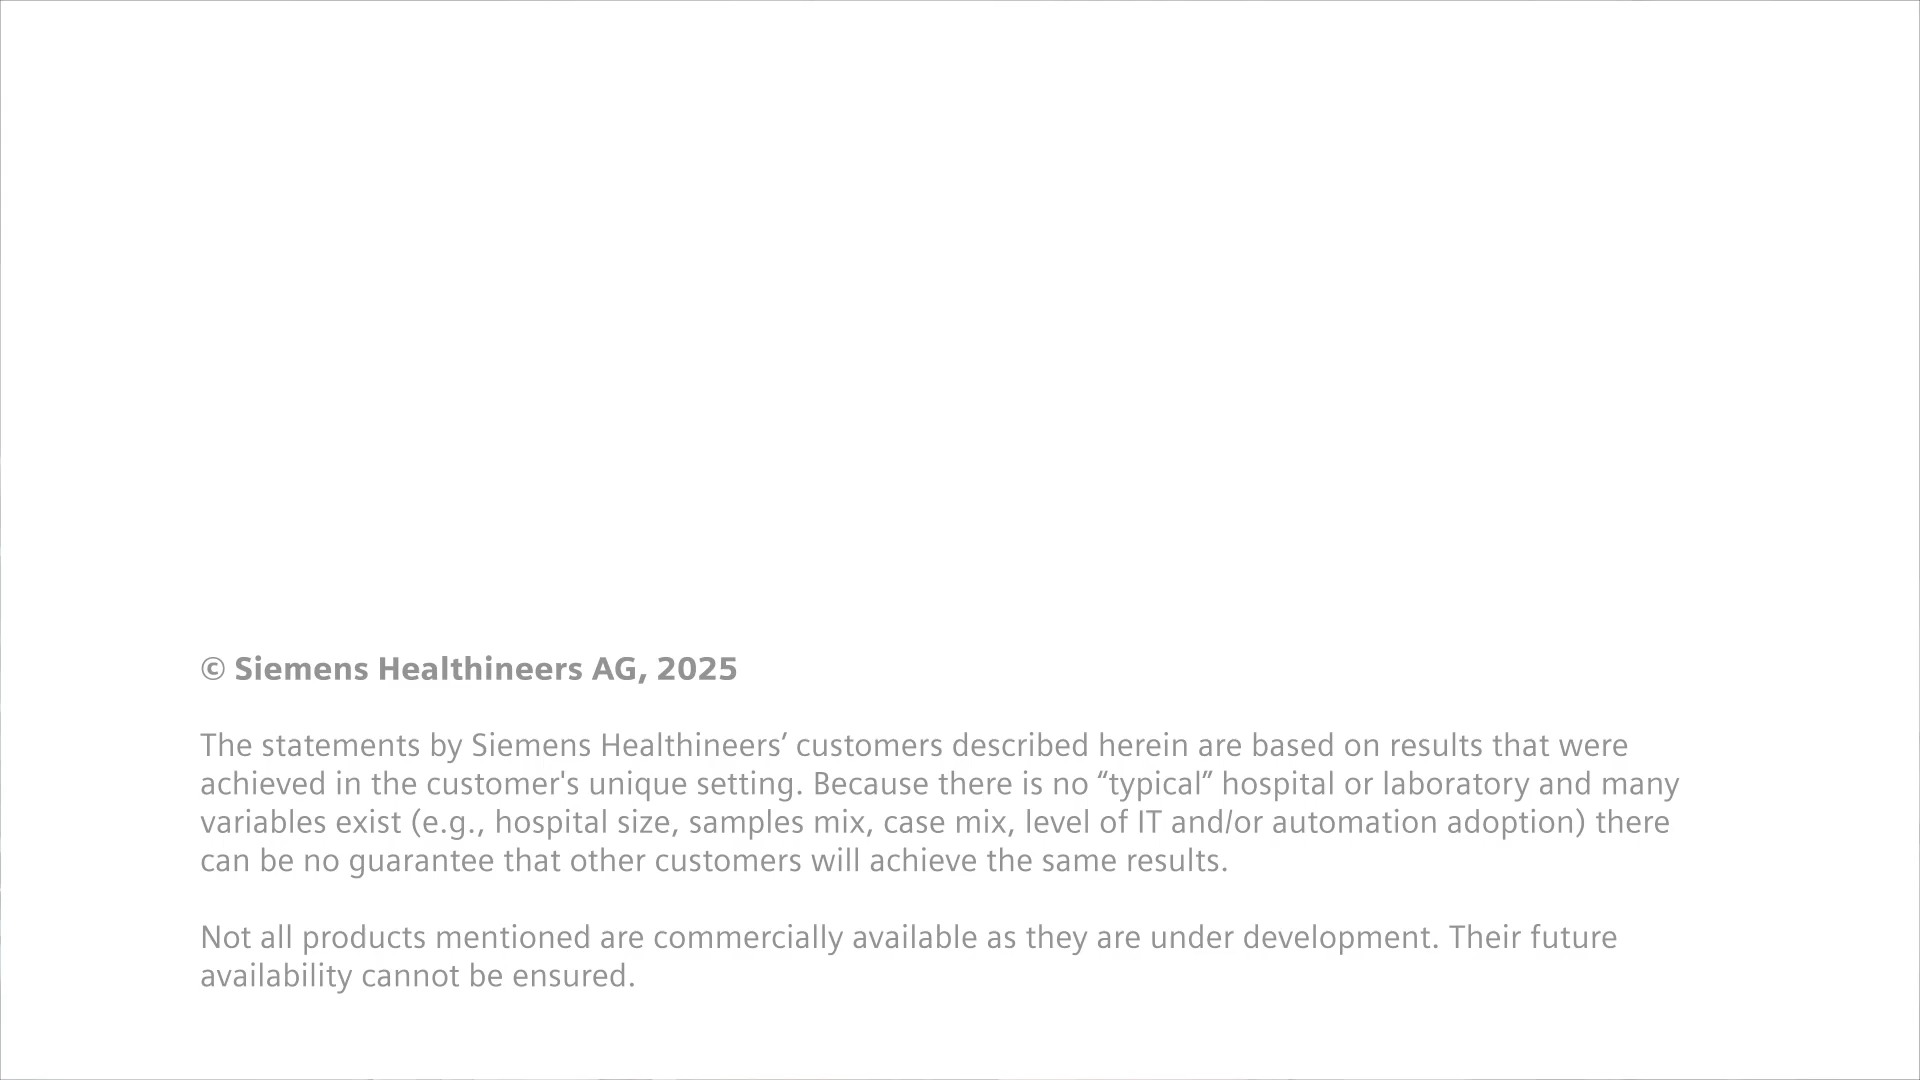 © Siemens Healthineers AG, 2025
The statements by Siemens Healthineers’ customers described herein are based on results that were
achieved in the customer's unique setting. Because there is no “typical” hospital or laboratory and many
variables exist (e.g., hospital size, samples mix, case mix, level of IT and/or automation adoption) there
can be no guarantee that other customers will achieve the same results.
Not all products mentioned are commercially available as they are under development. Their future
availability cannot be ensured.